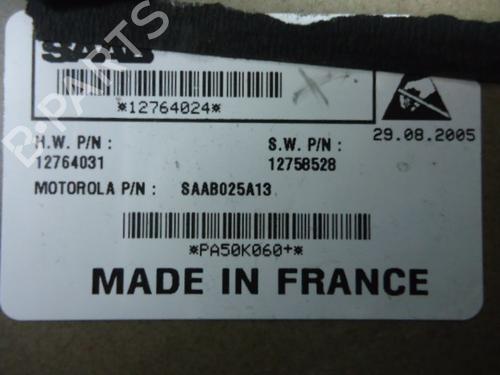 SAAB
*12764024*
29.08.2005
H.W. P/N :
S.W. P/N :
12764031
12758528
MOTOROLA P/N : SAAB025A13
*PA50K060+*
MADE IN FRANCE
B-PARTS